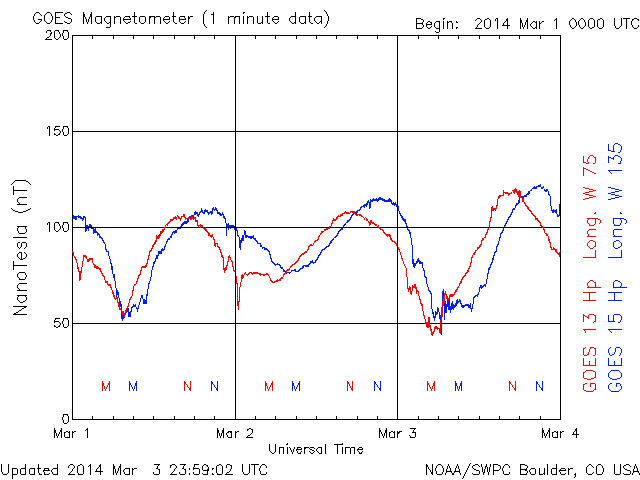 GOES Magnetometer (1 minute data)
Begin: 2014 Mar 1 0000 UTC
200
150
100
50
0
NanoTesla (nT)
M M N N M M N N M M N N
Mar 1 Mar 2 Mar 3 Mar 4
Universal Time
GOES 13 Hp Long. W 75
GOES 15 Hp Long. W 135
Updated 2014 Mar 3 23:59:02 UTC
NOAA/SWPC Boulder, CO USA